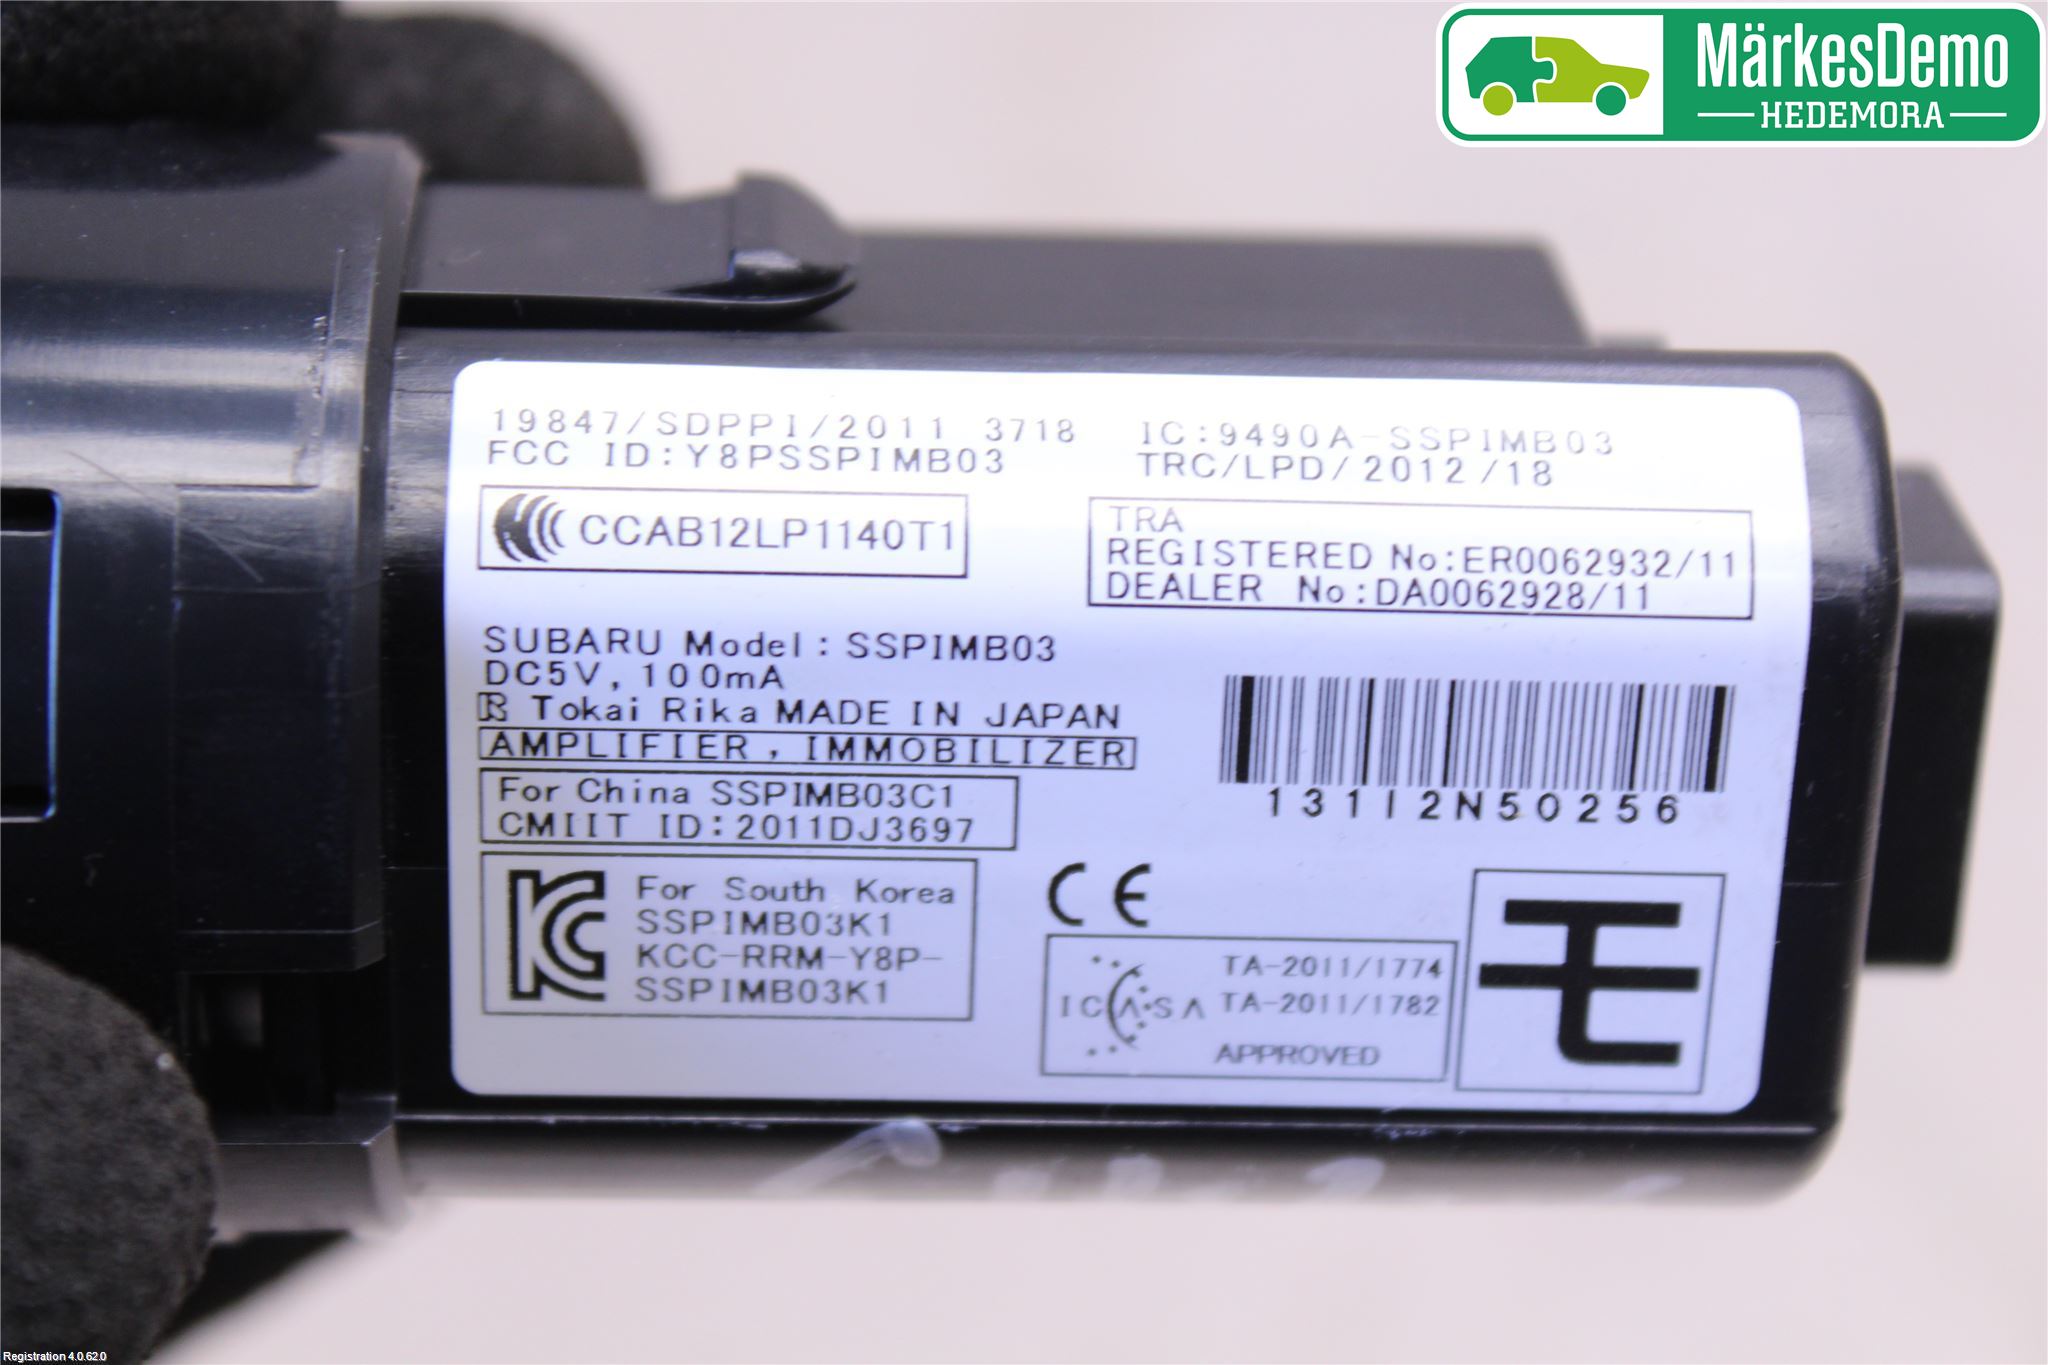 MärkesDemo
HEDEMORA
19847/SDPPI/2011 3718
FCC ID:Y8PSSPIMB03
IC:9490A-SSPIMB03
TRC/LPD/2012/18
CCAB12LP1140T1
TRA
REGISTERED No:ER0062932/11
DEALER No:DA0062928/11
SUBARU Model:SSPIMB03
DC5V,100mA
Tokai Rika MADE IN JAPAN
AMPLIFIER, IMMOBILIZER
For China SSPIMB03C1
CMIIT ID:2011DJ3697
131I2N50256
For South Korea
SSPIMB03K1
KCC-RRM-Y8P-
SSPIMB03K1
CE
ICASA
TA-2011/1774
TA-2011/1782
APPROVED
Registration 4.0.62.0